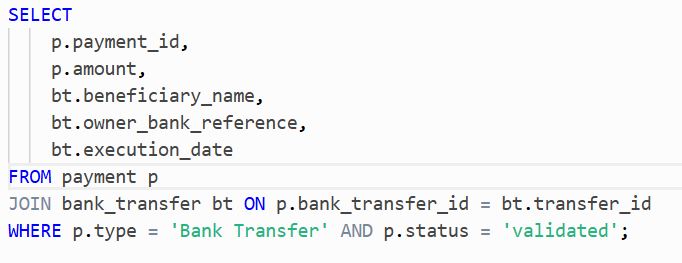 SELECT
    p.payment_id,
    p.amount,
    bt.beneficiary_name,
    bt.owner_bank_reference,
    bt.execution_date
FROM payment p
JOIN bank_transfer bt ON p.bank_transfer_id = bt.transfer_id
WHERE p.type = 'Bank Transfer' AND p.status = 'validated';